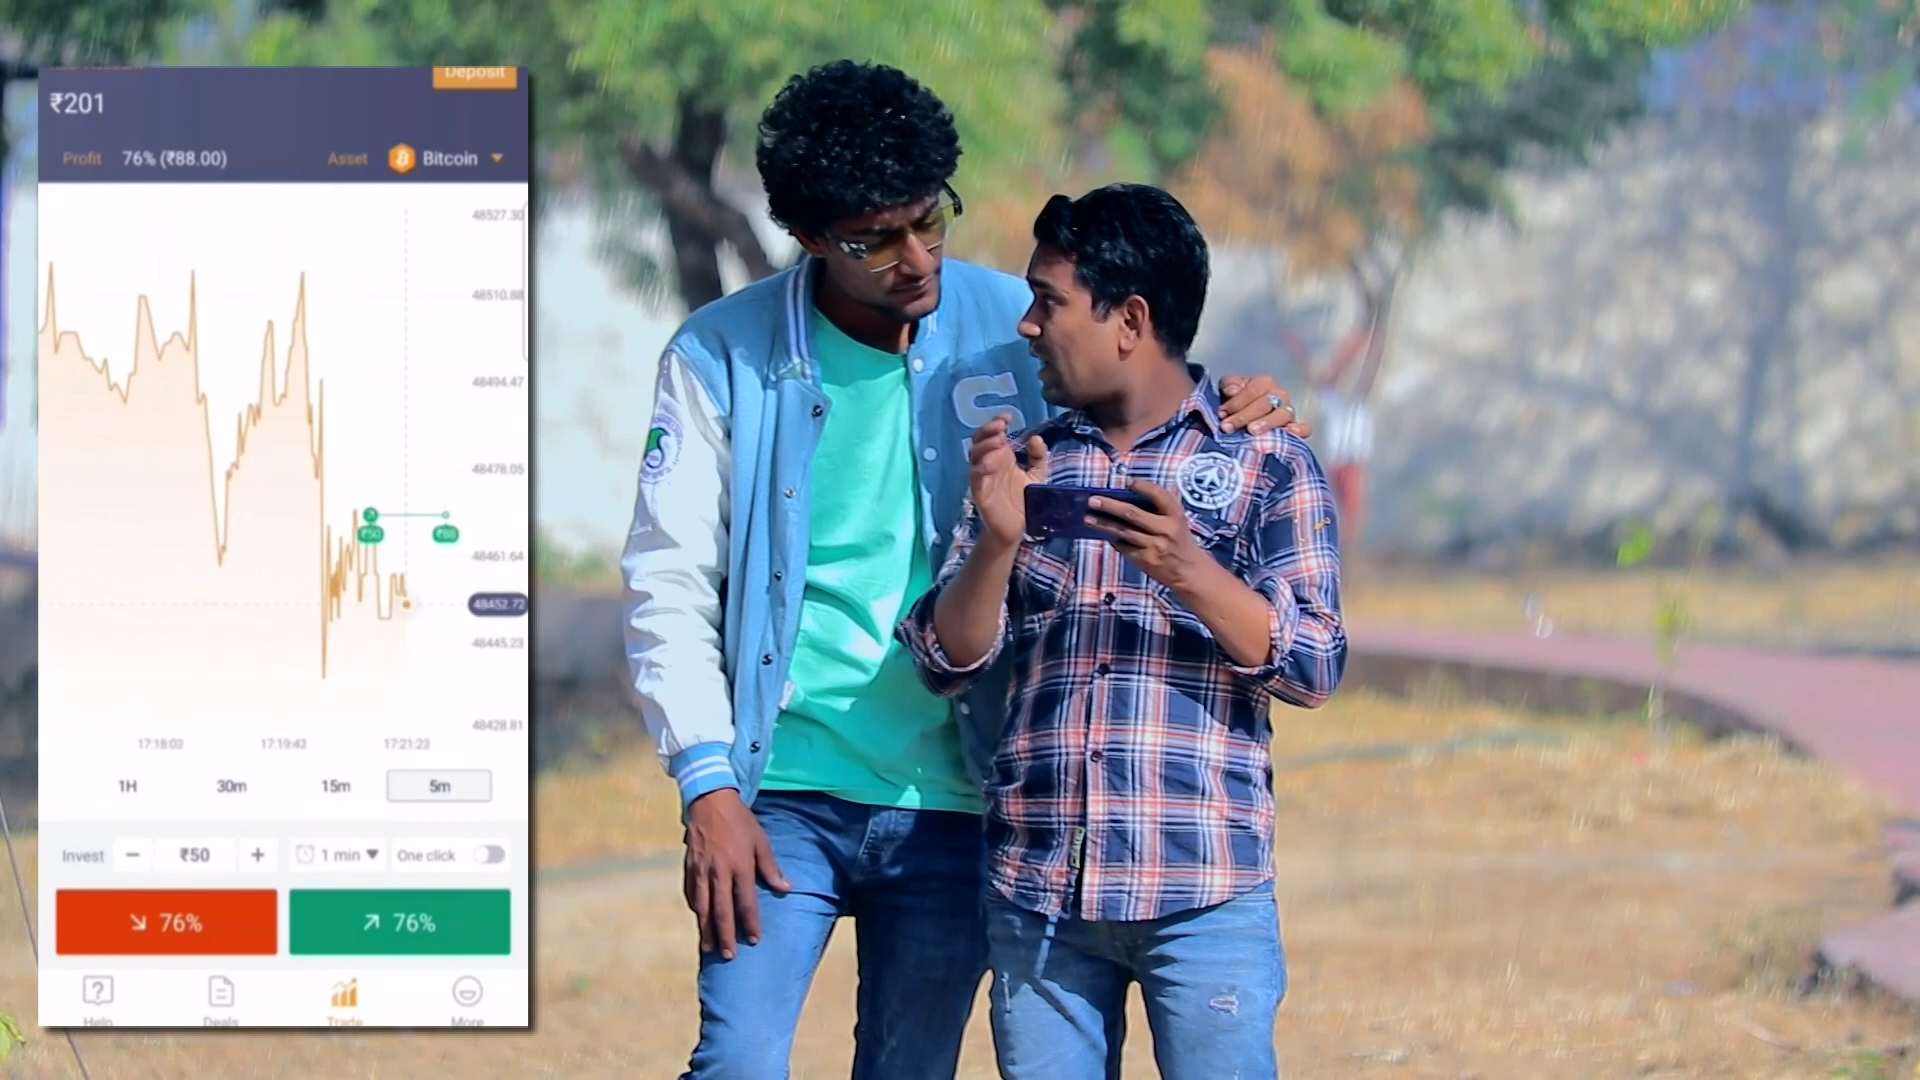 Deposit
₹201
Profit 76% (₹88.00) Asset Bitcoin
48527.30
48510.88
48494.47
48478.05
₹50 ₹88
48461.64
48452.72
48445.23
48428.81
17:18:03 17:19:43 17:21:23
1H 30m 15m 5m
Invest − ₹50 + 1 min One click
76% 76%
Help Deals Trade More
S